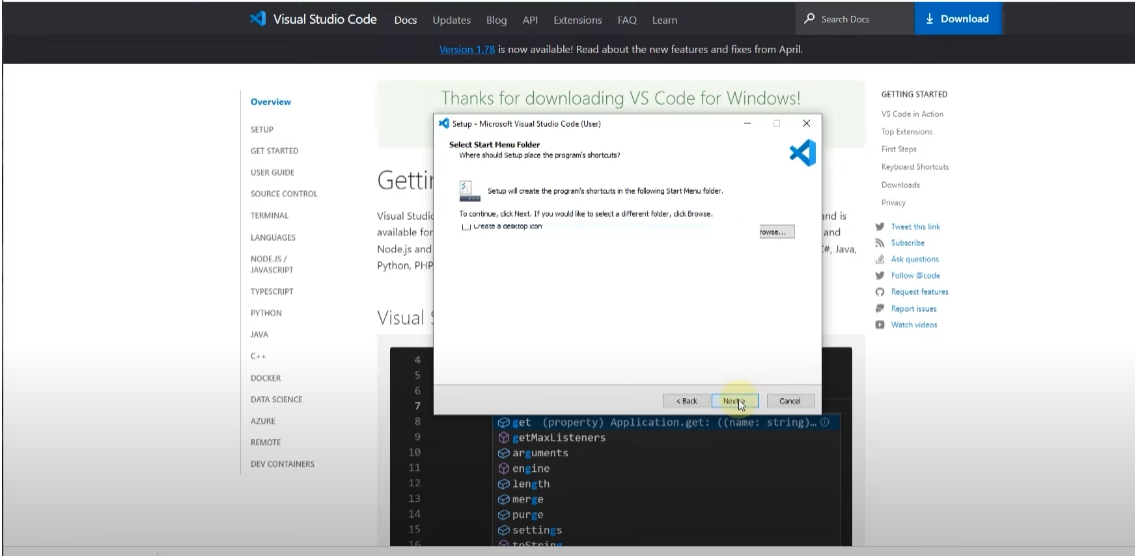 Visual Studio Code Docs Updates Blog API Extensions FAQ Learn Search Docs Download
Version 1.78 is now available! Read about the new features and fixes from April.
Overview
SETUP
GET STARTED
USER GUIDE
SOURCE CONTROL
TERMINAL
LANGUAGES
NODE.JS /
JAVASCRIPT
TYPESCRIPT
PYTHON
JAVA
C++
DOCKER
DATA SCIENCE
AZURE
REMOTE
DEV CONTAINERS
Thanks for downloading VS Code for Windows!
Getti
Visual Studi
available for
Node.js and
Python, PHP
and is
and
C#, Java,
Visual S
Setup - Microsoft Visual Studio Code (User)
Select Start Menu Folder
Where should Setup place the program's shortcuts?
Setup will create the program's shortcuts in the following Start Menu folder.
To continue, click Next. If you would like to select a different folder, click Browse.
Create a desktop icon
rowse...
< Back Next > Cancel
4
5
6
7
8 get (property) Application.get: ((name: string)...
9 getMaxListeners
10 arguments
11 engine
12 length
13 merge
14 purge
15 settings
16 toString
GETTING STARTED
VS Code in Action
Top Extensions
First Steps
Keyboard Shortcuts
Downloads
Privacy
Tweet this link
Subscribe
Ask questions
Follow @code
Request features
Report issues
Watch videos